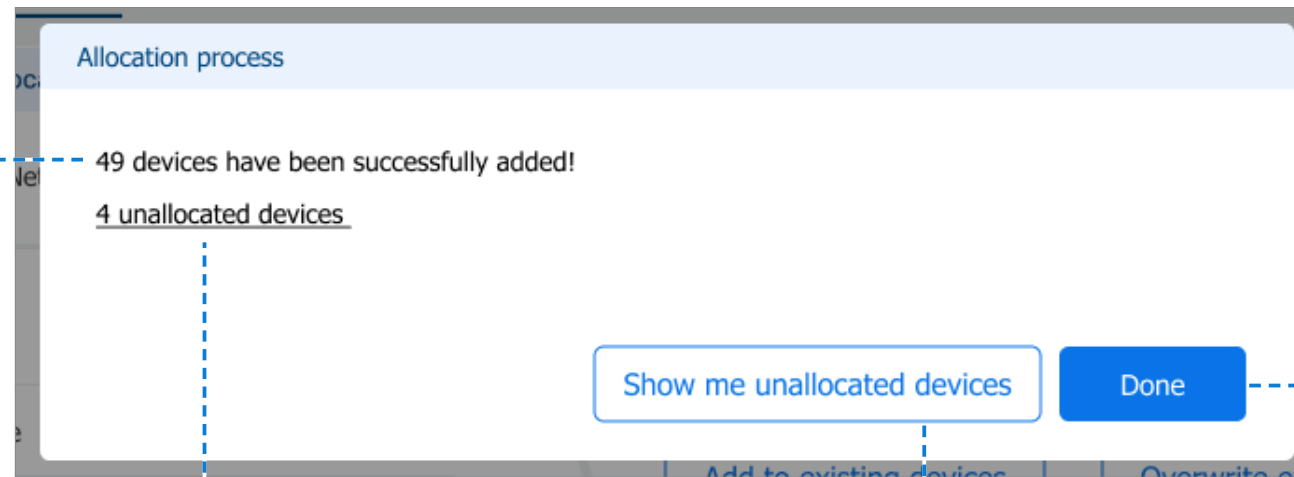 Allocation process
49 devices have been successfully added!
4 unallocated devices
Show me unallocated devices
Done
Add to existing devices
Overwrite